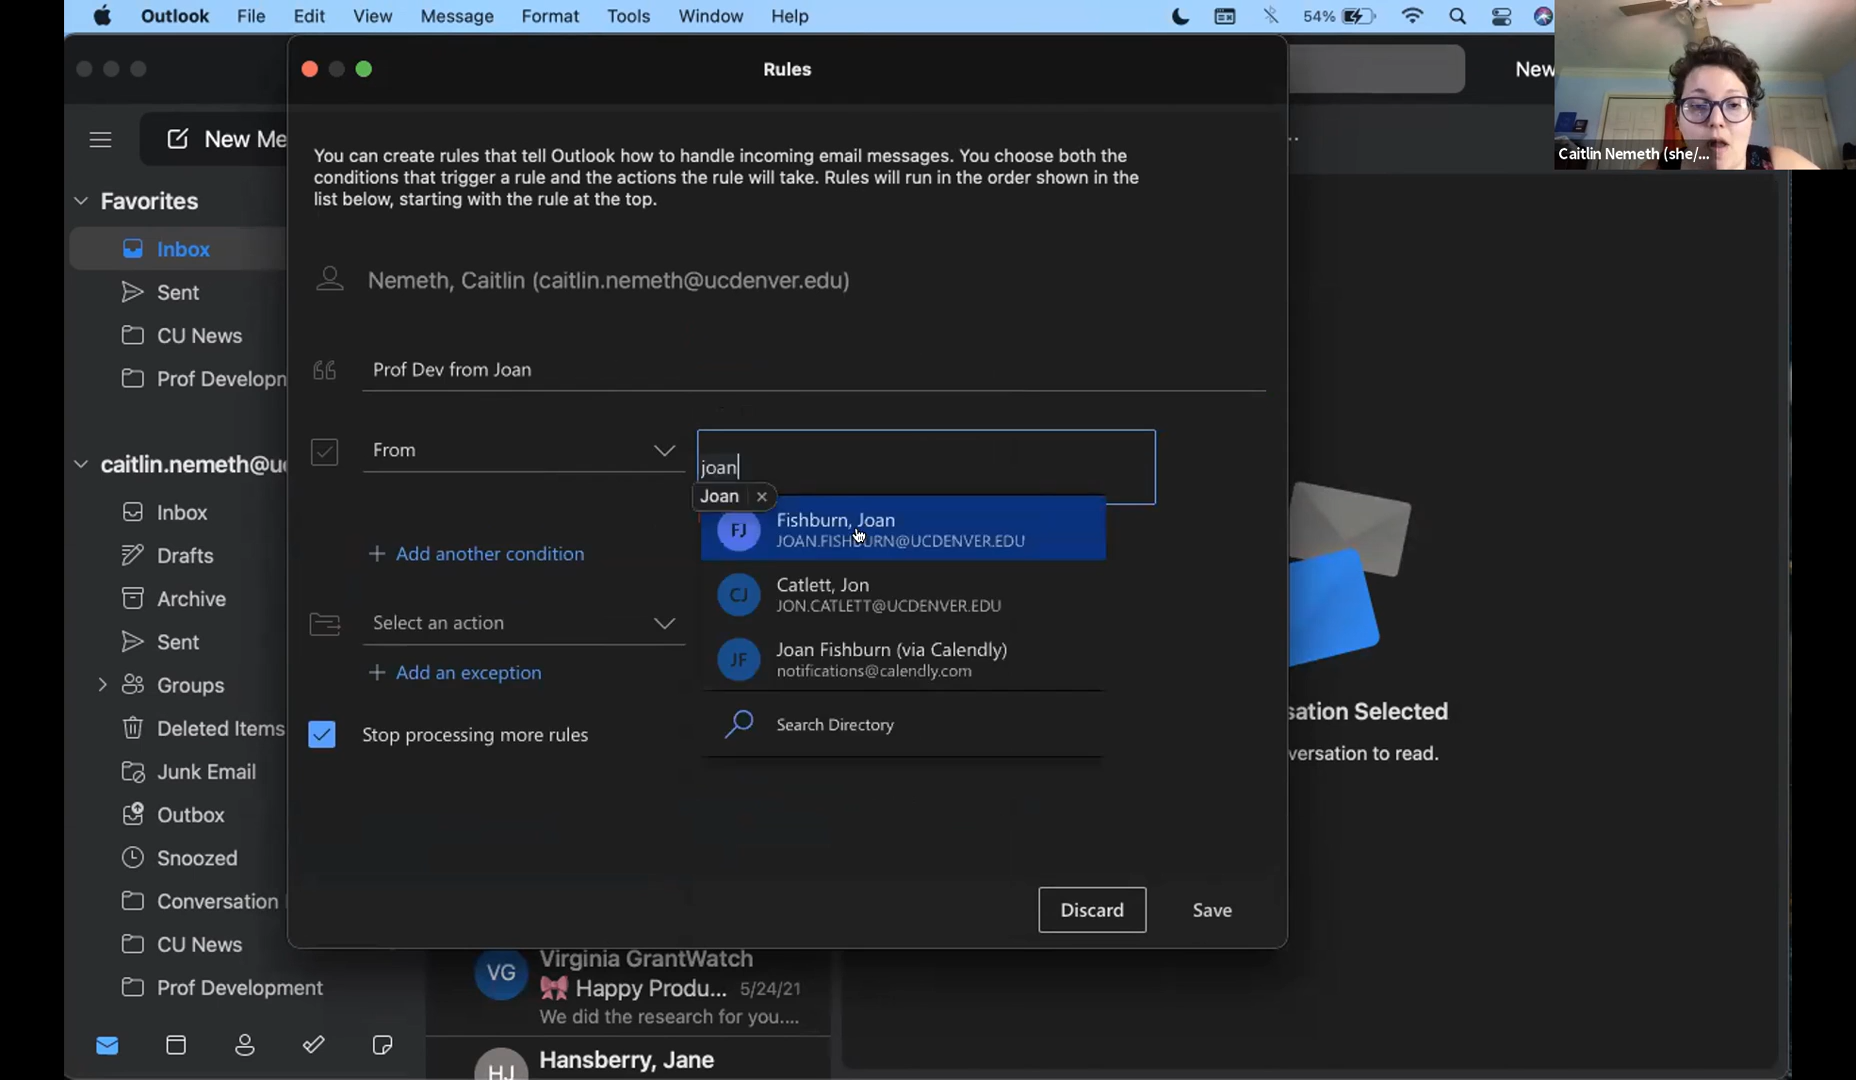 Outlook File Edit View Message Format Tools Window Help
54%
Rules
New
Caitlin Nemeth (she/...
New Me
You can create rules that tell Outlook how to handle incoming email messages. You choose both the
conditions that trigger a rule and the actions the rule will take. Rules will run in the order shown in the
list below, starting with the rule at the top.
Favorites
Inbox
Sent
CU News
Prof Developn
caitlin.nemeth@u
Inbox
Drafts
Archive
Sent
Groups
Deleted Items
Junk Email
Outbox
Snoozed
Conversation
CU News
Prof Development
Nemeth, Caitlin (caitlin.nemeth@ucdenver.edu)
Prof Dev from Joan
From
joan
Joan ×
FJ
Fishburn, Joan
JOAN.FISHBURN@UCDENVER.EDU
CJ
Catlett, Jon
JON.CATLETT@UCDENVER.EDU
JF
Joan Fishburn (via Calendly)
notifications@calendly.com
Search Directory
+ Add another condition
Select an action
+ Add an exception
Stop processing more rules
Discard Save
sation Selected
versation to read.
VG
Virginia GrantWatch
Happy Produ... 5/24/21
We did the research for you....
HJ
Hansberry, Jane